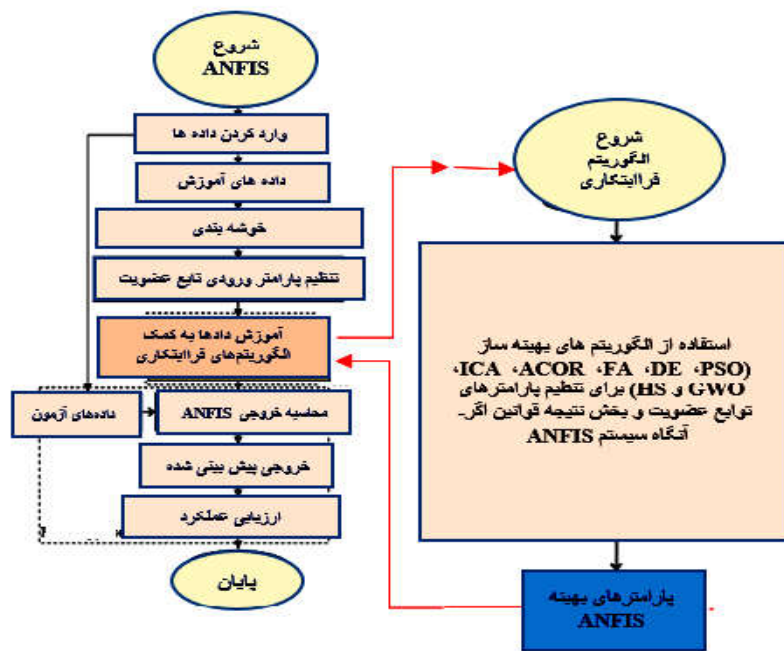 شروع
ANFIS
وارد کردن داده ها
داده های آموزش
خوشه بندی
تنظیم پارامتر ورودی تابع عضویت
آموزش دادها به کمک
الگوریتم‌های فراابتکاری
داده‌های آزمون
محاسبه خروجی ANFIS
خروجی پیش بینی شده
ارزیابی عملکرد
پایان
شروع
الگوریتم
فراابتکاری
استفاده از الگوریتم های بهینه ساز
(PSO، DE، FA، ACOR، ICA،
GWO و HS) برای تنظیم پارامترهای
توابع عضویت و بخش نتیجه قوانین اگر-
آنگاه سیستم ANFIS
پارامترهای بهینه
ANFIS